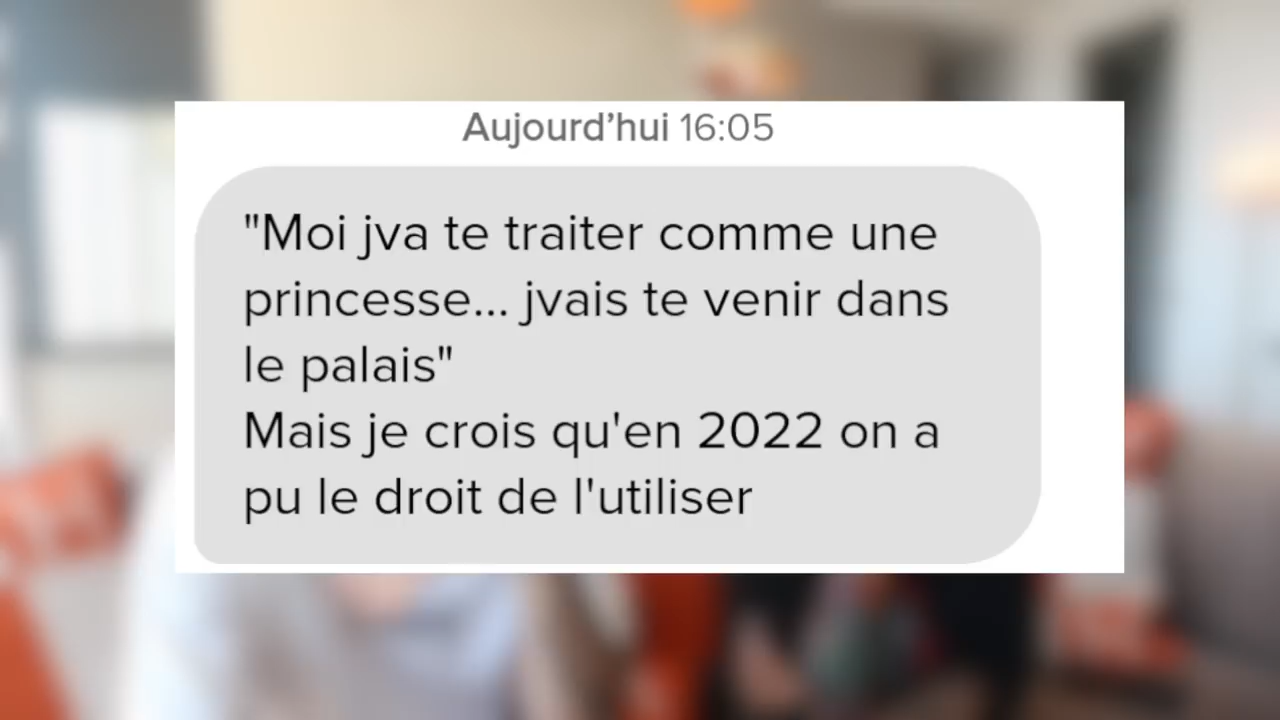 Aujourd’hui 16:05
"Moi jva te traiter comme une
princesse... jvais te venir dans
le palais"
Mais je crois qu'en 2022 on a
pu le droit de l'utiliser